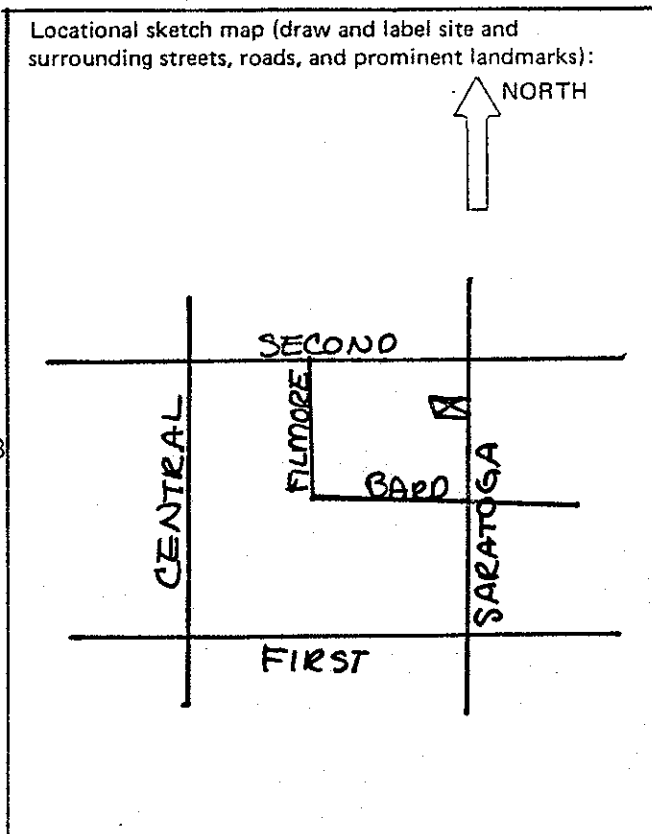 Locational sketch map (draw and label site and
surrounding streets, roads, and prominent landmarks):
NORTH
SECOND
FILMORE
CENTRAL
BARD
SARATOGA
FIRST